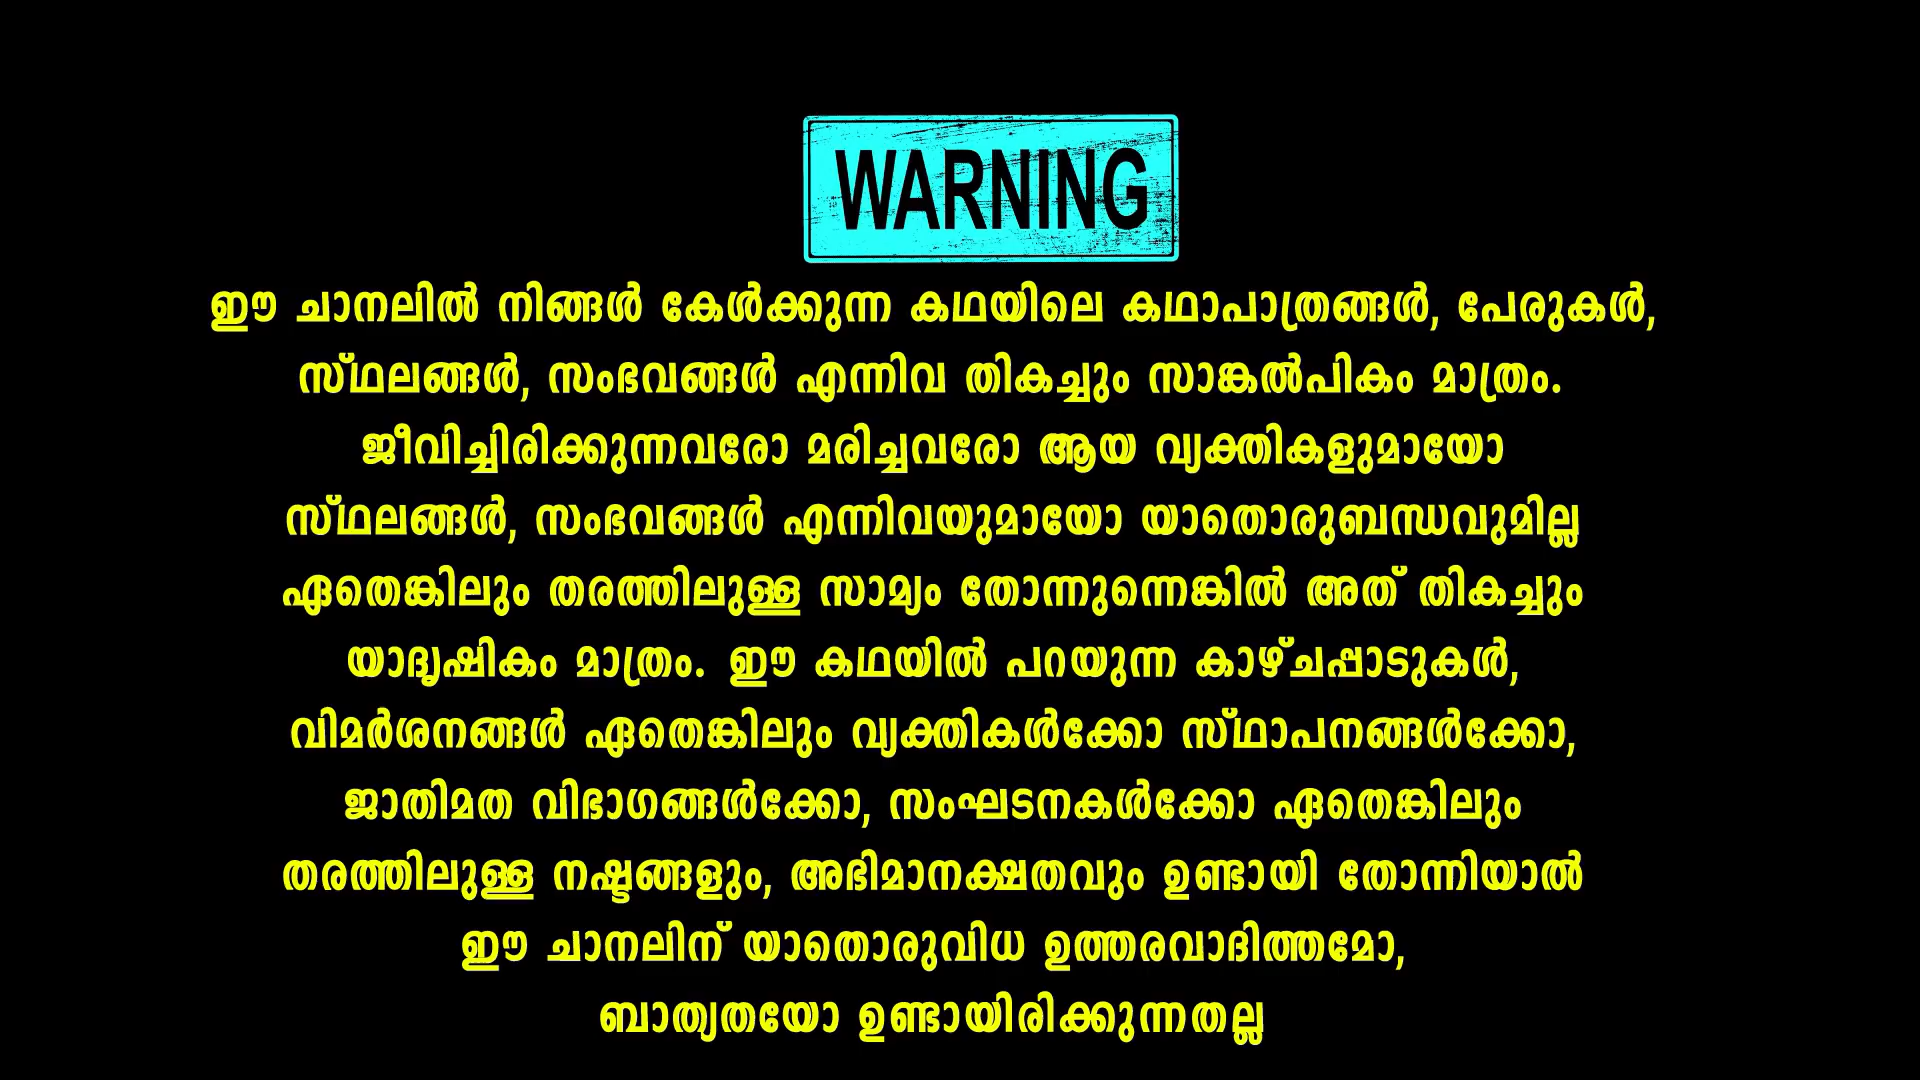 WARNING
ഈ ചാനലിൽ നിങ്ങൾ കേൾക്കുന്ന കഥയിലെ കഥാപാത്രങ്ങൾ, പേരുകൾ,
സ്ഥലങ്ങൾ, സംഭവങ്ങൾ എന്നിവ തികച്ചും സാങ്കൽപികം മാത്രം.
ജീവിച്ചിരിക്കുന്നവരോ മരിച്ചവരോ ആയ വ്യക്തികളുമായോ
സ്ഥലങ്ങൾ, സംഭവങ്ങൾ എന്നിവയുമായോ യാതൊരുബന്ധവുമില്ല
ഏതെങ്കിലും തരത്തിലുള്ള സാമ്യം തോന്നുന്നെങ്കിൽ അത് തികച്ചും
യാദൃഷികം മാത്രം. ഈ കഥയിൽ പറയുന്ന കാഴ്ചപ്പാടുകൾ,
വിമർശനങ്ങൾ ഏതെങ്കിലും വ്യക്തികൾക്കോ സ്ഥാപനങ്ങൾക്കോ,
ജാതിമത വിഭാഗങ്ങൾക്കോ, സംഘടനകൾക്കോ ഏതെങ്കിലും
തരത്തിലുള്ള നഷ്ടങ്ങളും, അഭിമാനക്ഷതവും ഉണ്ടായി തോന്നിയാൽ
ഈ ചാനലിന് യാതൊരുവിധ ഉത്തരവാദിത്തമോ,
ബാത്യതയോ ഉണ്ടായിരിക്കുന്നതല്ല